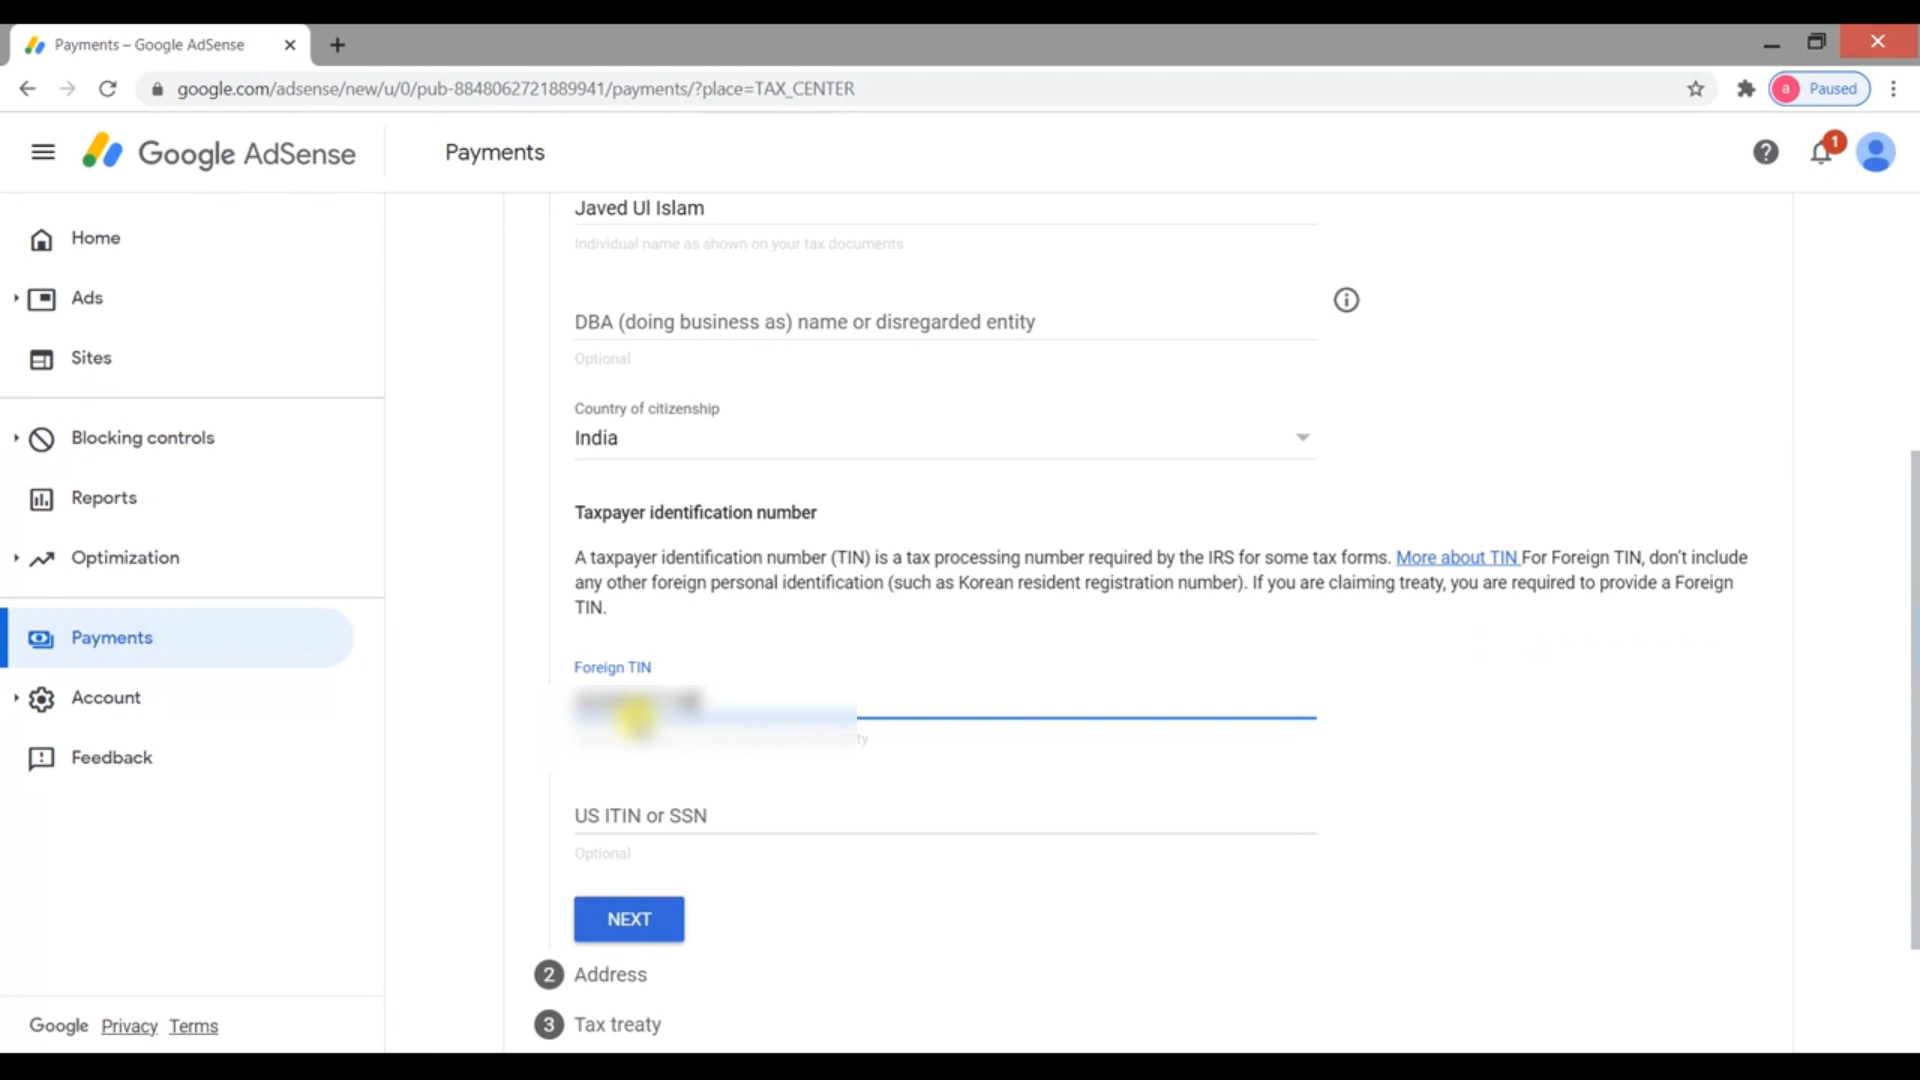 Payments – Google AdSense
google.com/adsense/new/u/0/pub-8848062721889941/payments/?place=TAX_CENTER
a Paused
Google AdSense
Payments
1
Home
Ads
Sites
Blocking controls
Reports
Optimization
Payments
Account
Feedback
Google Privacy Terms
Javed Ul Islam
Individual name as shown on your tax documents
DBA (doing business as) name or disregarded entity
Optional
Country of citizenship
India
Taxpayer identification number
A taxpayer identification number (TIN) is a tax processing number required by the IRS for some tax forms. More about TIN For Foreign TIN, don't include
any other foreign personal identification (such as Korean resident registration number). If you are claiming treaty, you are required to provide a Foreign
TIN.
Foreign TIN
US ITIN or SSN
Optional
NEXT
2 Address
3 Tax treaty